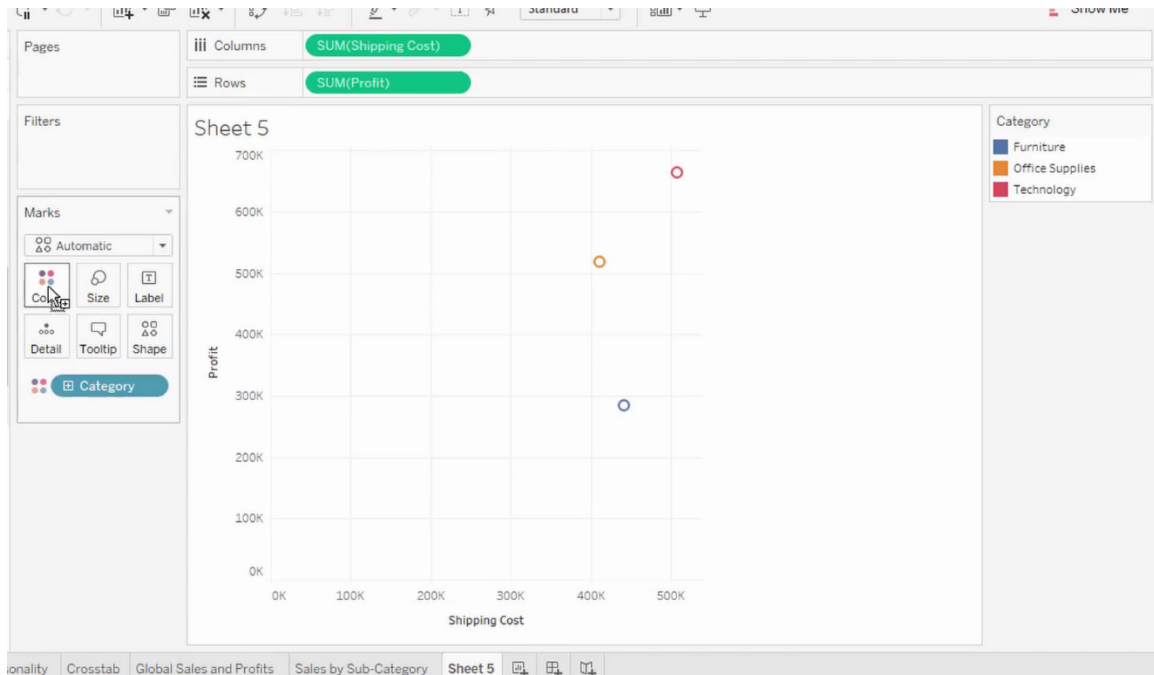 Standard
Show Me
Pages
Columns
SUM(Shipping Cost)
Rows
SUM(Profit)
Filters
Sheet 5
Category
Furniture
Office Supplies
Technology
Marks
Automatic
Size
Label
Detail
Tooltip
Shape
Category
700K
600K
500K
400K
300K
200K
100K
0K
Profit
0K 100K 200K 300K 400K 500K
Shipping Cost
Crosstab Global Sales and Profits Sales by Sub-Category Sheet 5